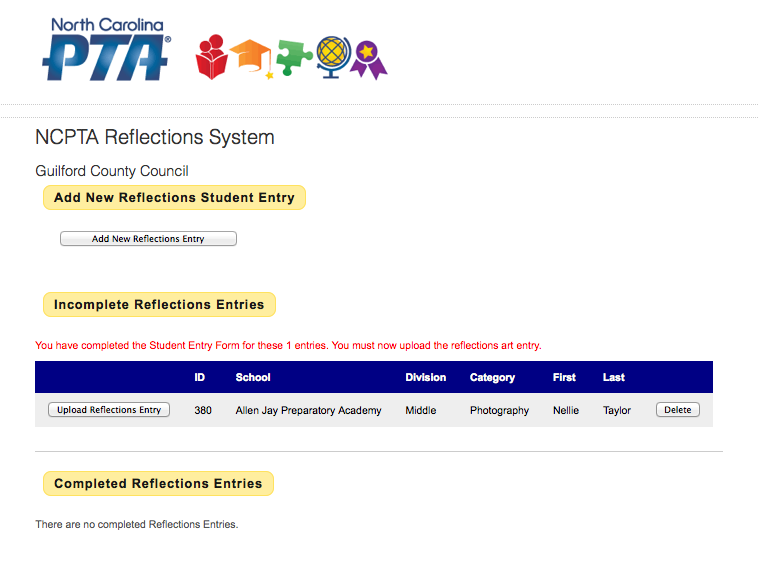 North Carolina
PTA®
NCPTA Reflections System
Guilford County Council
Add New Reflections Student Entry
Add New Reflections Entry
Incomplete Reflections Entries
You have completed the Student Entry Form for these 1 entries. You must now upload the reflections art entry.
ID School Division Category First Last
Upload Reflections Entry 380 Allen Jay Preparatory Academy Middle Photography Nellie Taylor Delete
Completed Reflections Entries
There are no completed Reflections Entries.